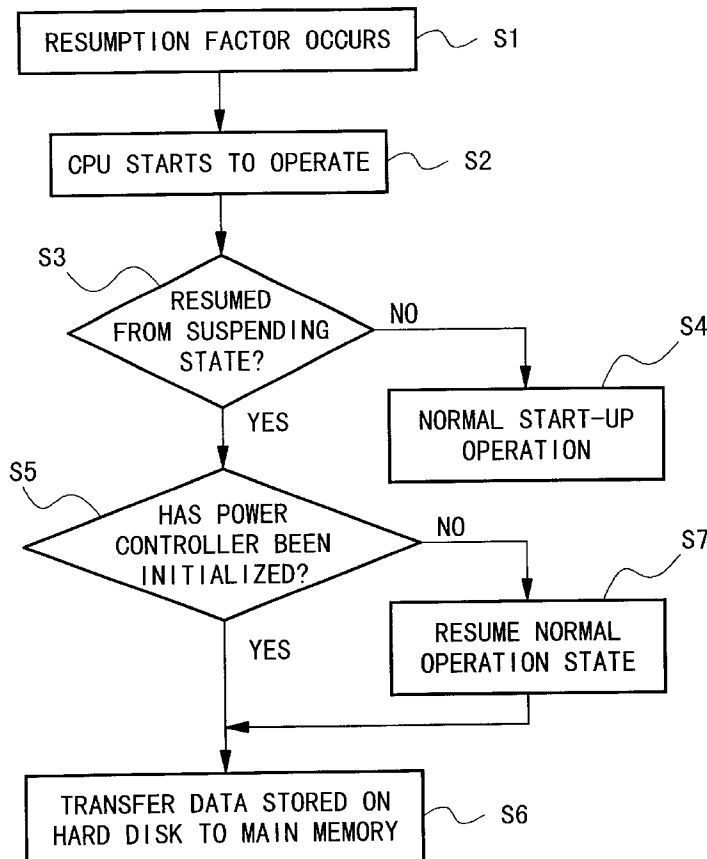 RESUMPTION FACTOR OCCURS
S1
CPU STARTS TO OPERATE
S2
S3
RESUMED
FROM SUSPENDING
STATE?
NO
S4
NORMAL START-UP
OPERATION
YES
S5
HAS POWER
CONTROLLER BEEN
INITIALIZED?
NO
S7
RESUME NORMAL
OPERATION STATE
YES
TRANSFER DATA STORED ON
HARD DISK TO MAIN MEMORY
S6